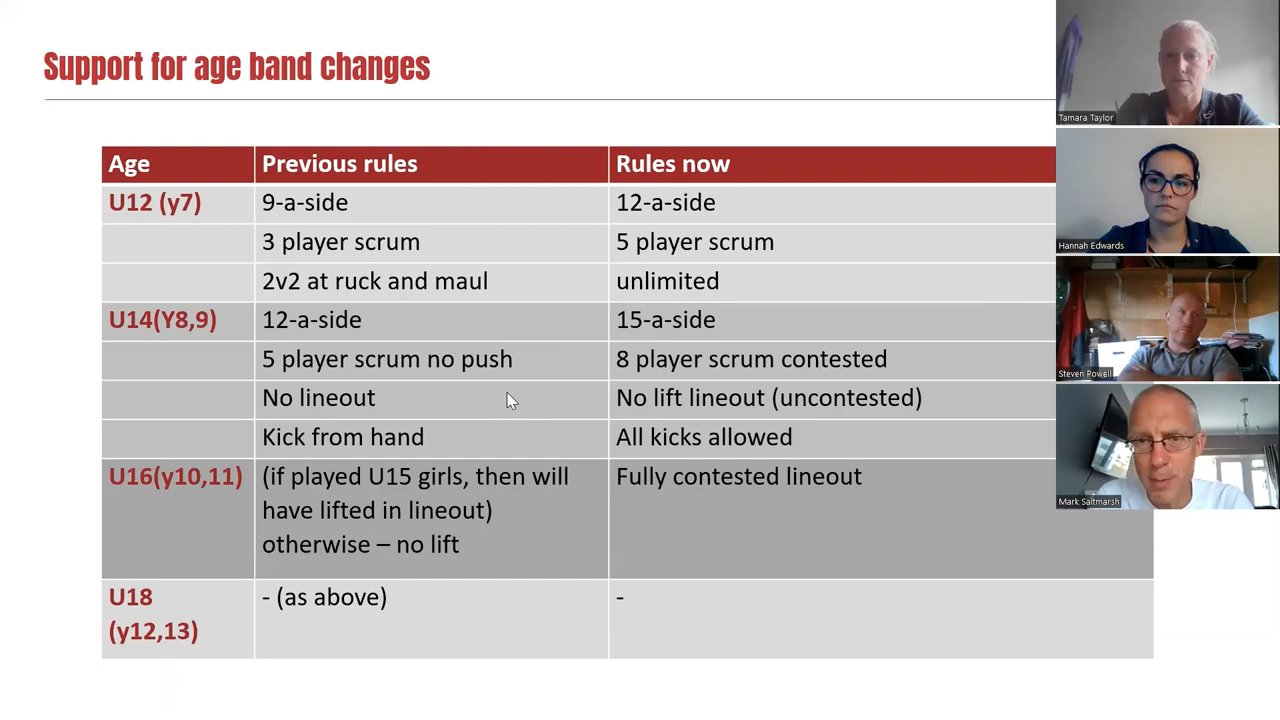 Support for age band changes
Age Previous rules Rules now
U12 (y7) 9-a-side 12-a-side
3 player scrum 5 player scrum
2v2 at ruck and maul unlimited
U14(Y8,9) 12-a-side 15-a-side
5 player scrum no push 8 player scrum contested
No lineout No lift lineout (uncontested)
Kick from hand All kicks allowed
U16(y10,11) (if played U15 girls, then will Fully contested lineout
have lifted in lineout)
otherwise – no lift
U18 - (as above) -
(y12,13)
Tamara Taylor
Hannah Edwards
Steven Powell
Mark Saltmarsh